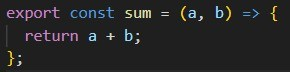 export const sum = (a, b) => {
  return a + b;
};